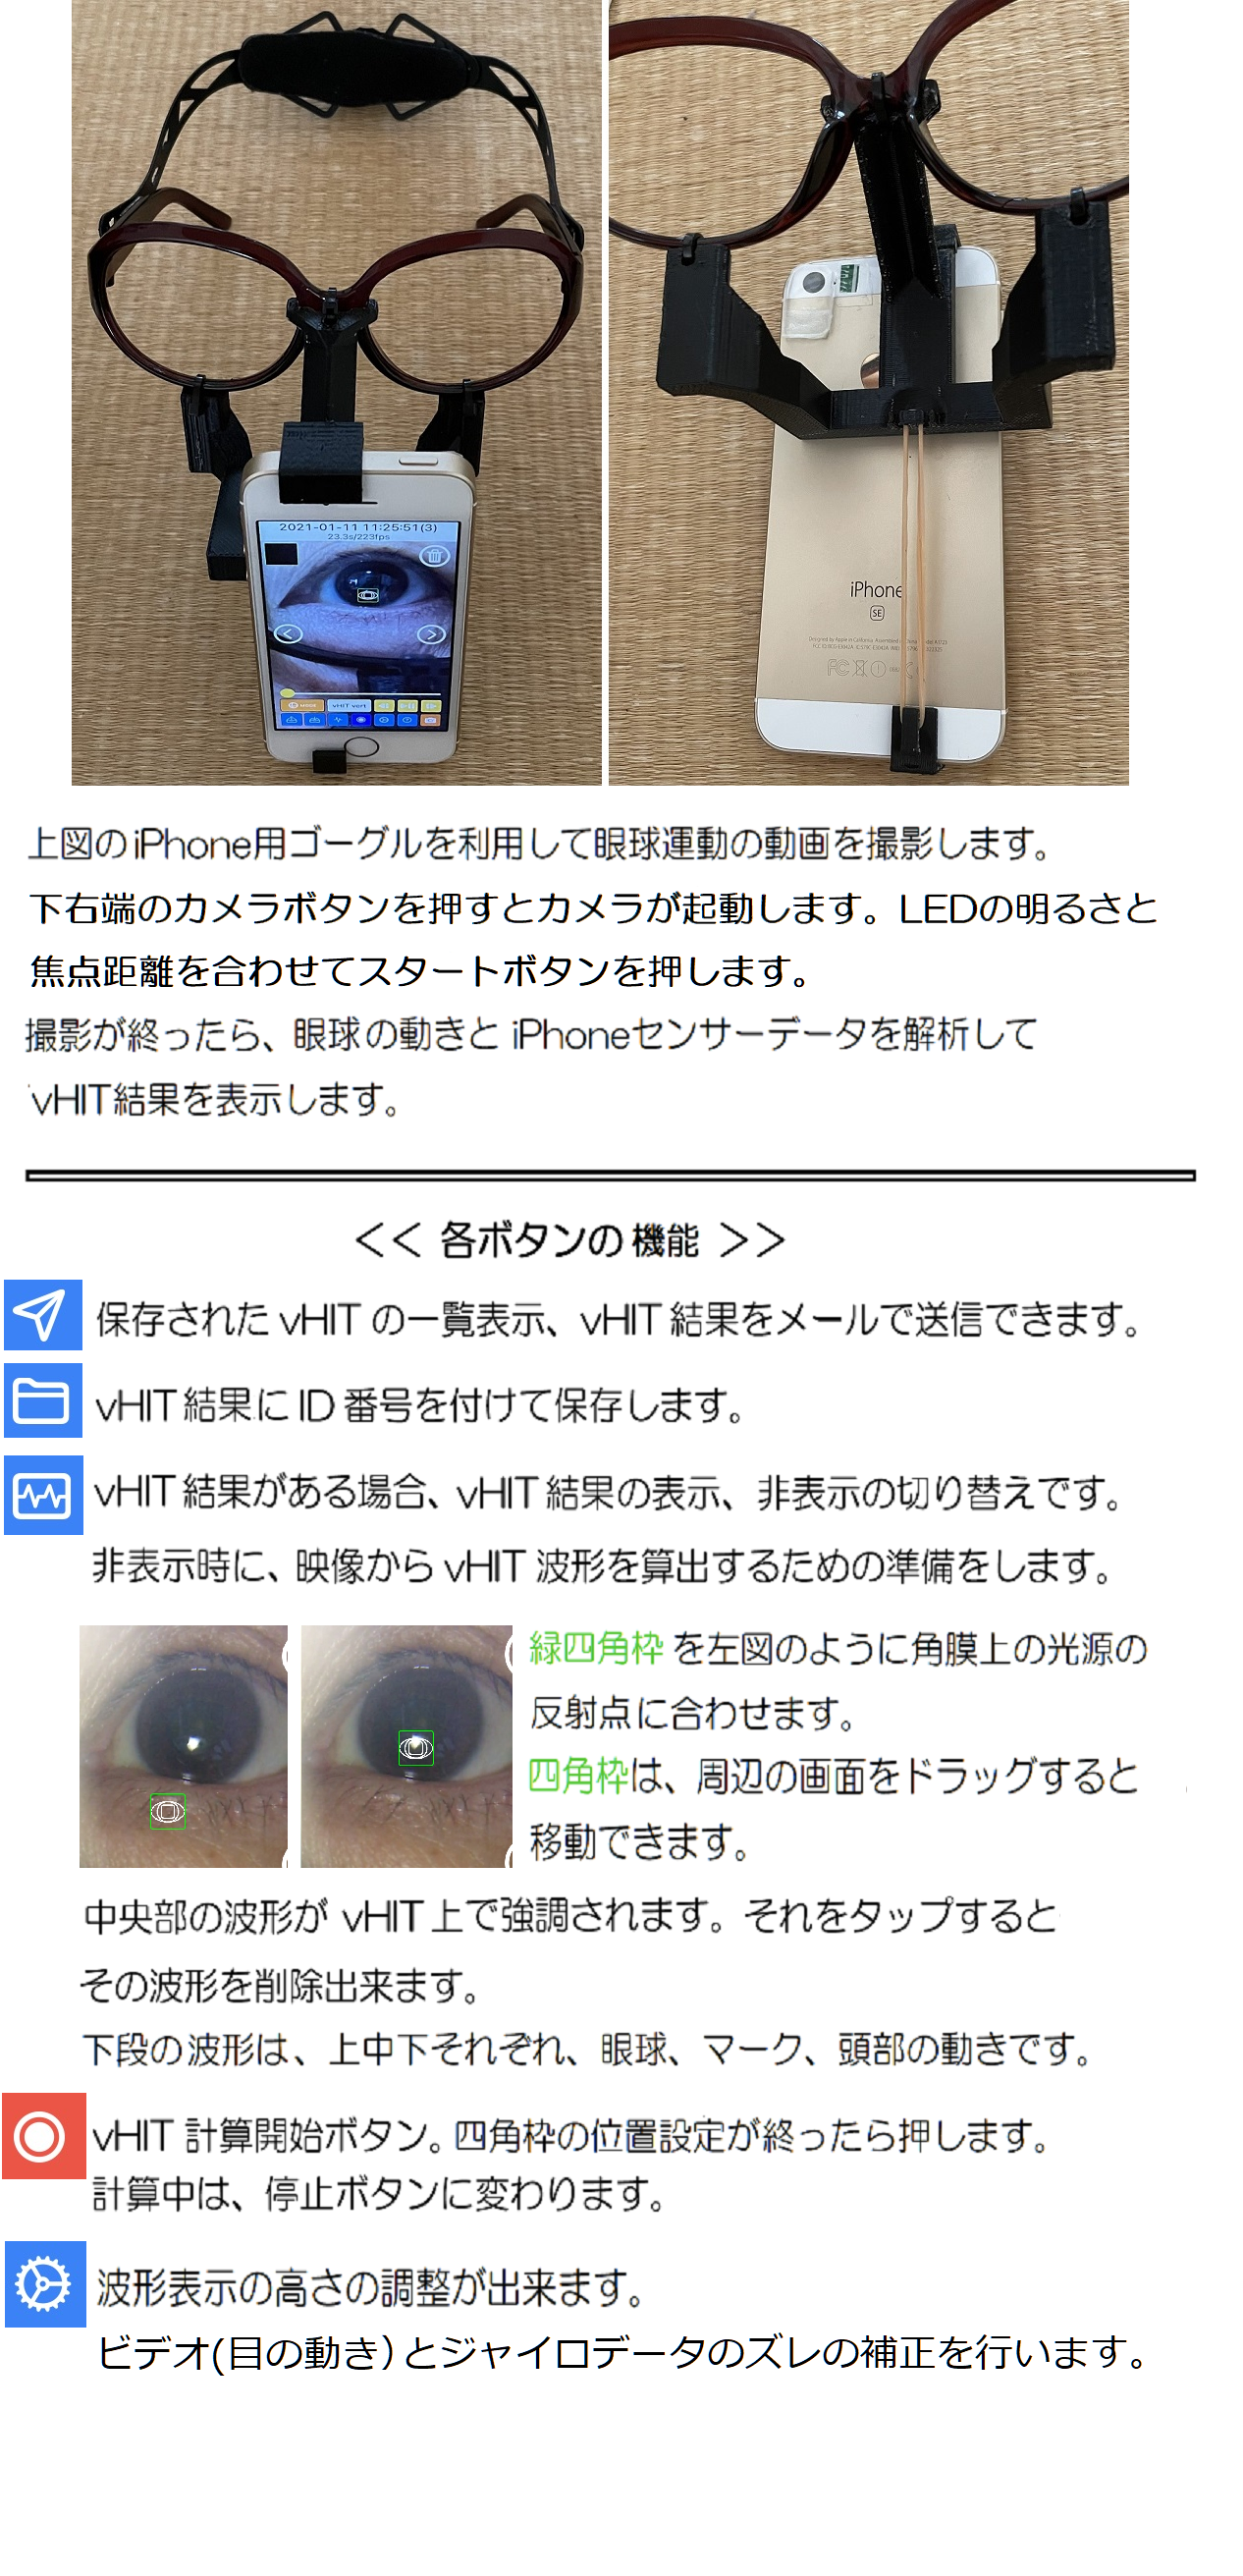 2021-01-11 11:25:51(3)
23.3s/223fps
MODE
vHIT vert
iPhone
SE
上図のiPhone用ゴーグルを利用して眼球運動の動画を撮影します。
下右端のカメラボタンを押すとカメラが起動します。LEDの明るさと
焦点距離を合わせてスタートボタンを押します。
撮影が終ったら、眼球の動きと iPhoneセンサーデータを解析して
vHIT結果を表示します。
<< 各ボタンの機能 >>
保存された vHIT の一覧表示、vHIT 結果をメールで送信できます。
vHIT 結果に ID 番号を付けて保存します。
vHIT 結果がある場合、vHIT 結果の表示、非表示の切り替えです。
非表示時に、映像から vHIT 波形を算出するための準備をします。
緑四角枠 を左図のように角膜上の光源の
反射点に合わせます。
四角枠は、周辺の画面をドラッグすると
移動できます。
中央部の波形が vHIT 上で強調されます。それをタップすると
その波形を削除出来ます。
下段の波形は、上中下それぞれ、眼球、マーク、頭部の動きです。
vHIT 計算開始ボタン。四角枠の位置設定が終ったら押します。
計算中は、停止ボタンに変わります。
波形表示の高さの調整が出来ます。
ビデオ(目の動き)とジャイロデータのズレの補正を行います。